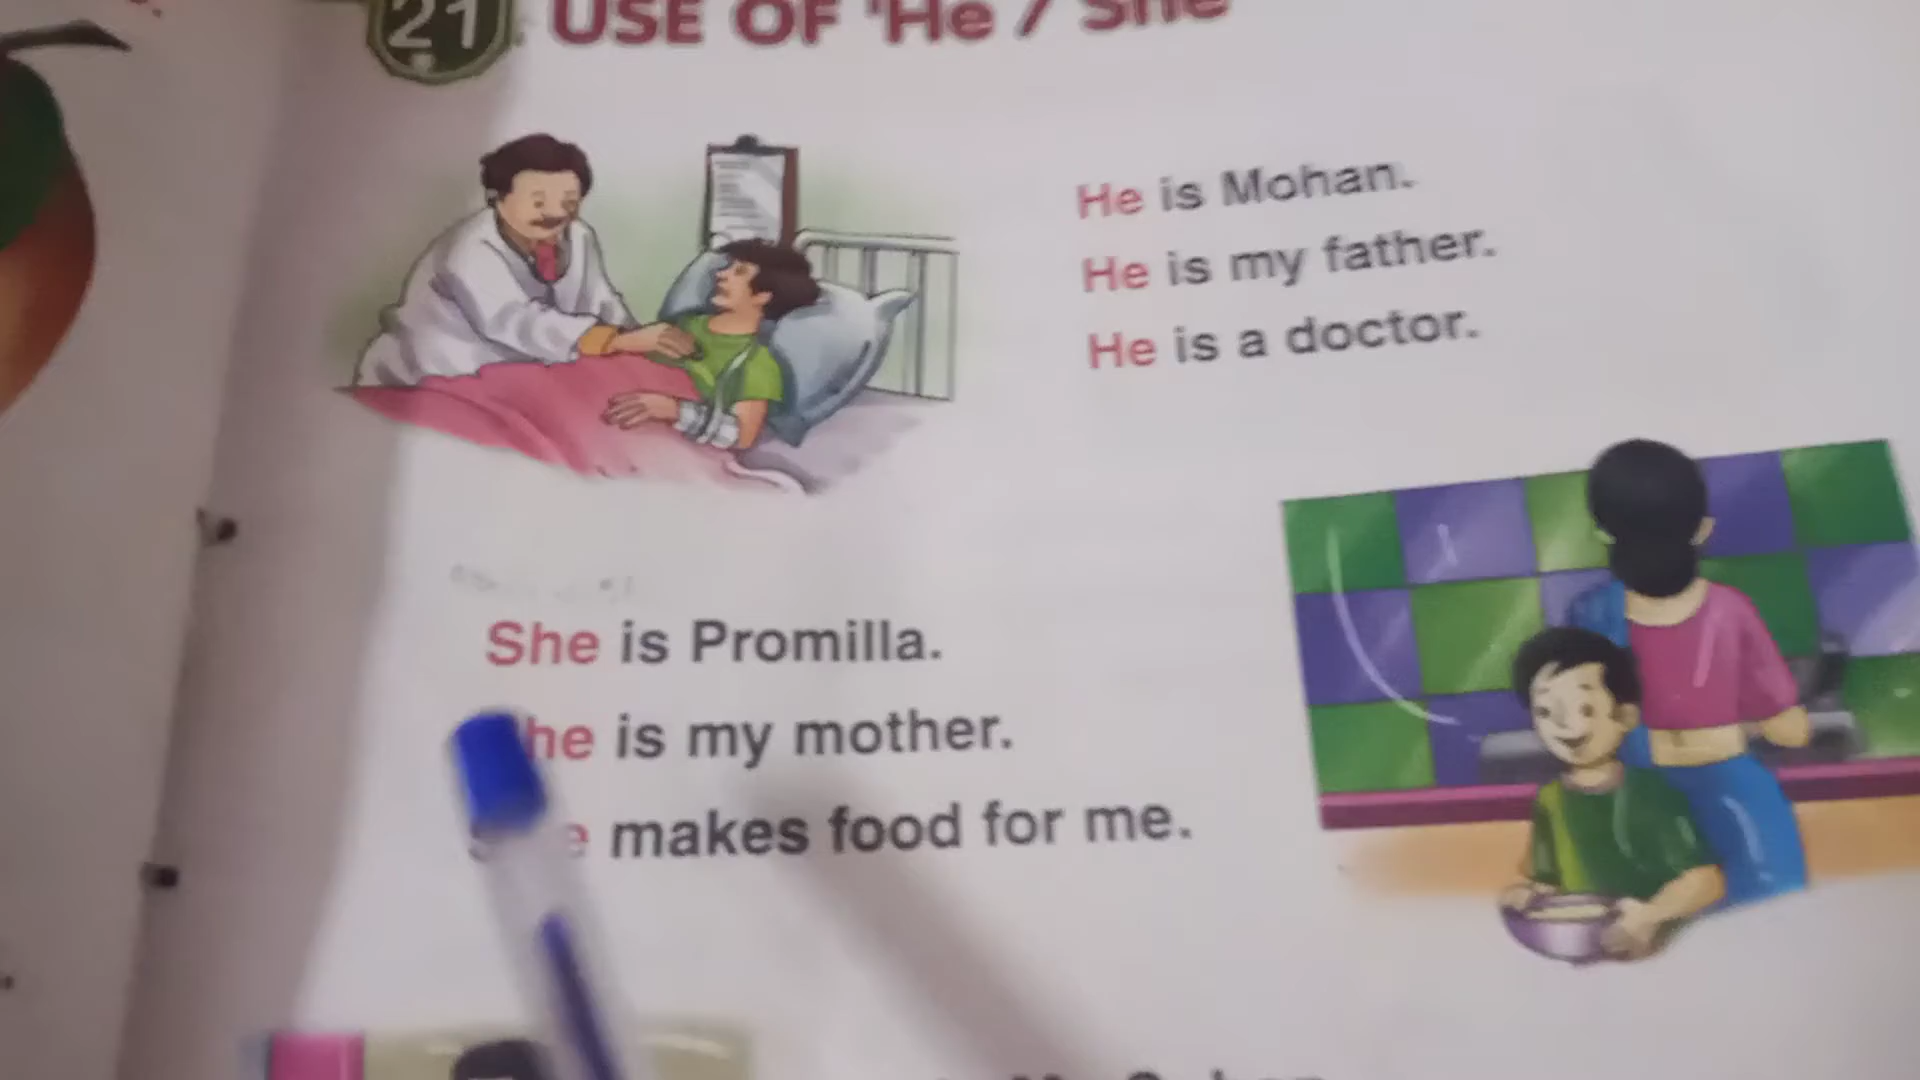 21 USE OF 'He / She
He is Mohan.
He is my father.
He is a doctor.
She is Promilla.
he is my mother.
e makes food for me.